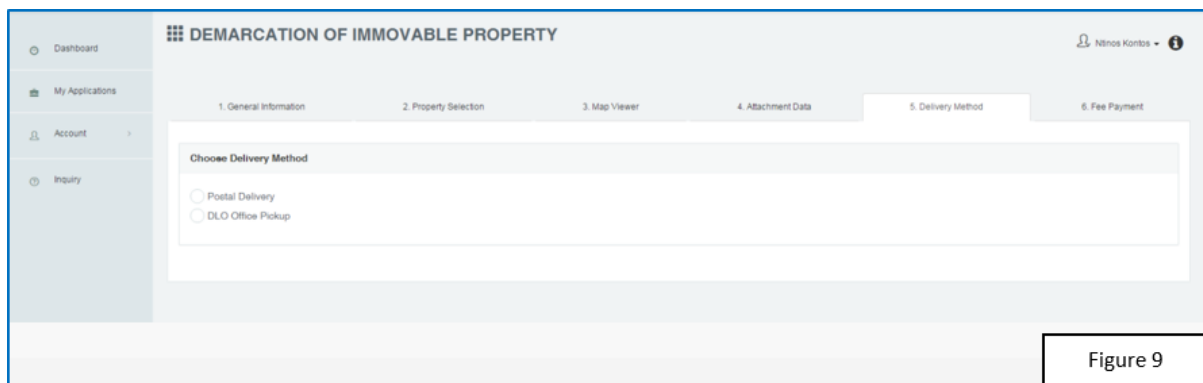 DEMARCATION OF IMMOVABLE PROPERTY
Ntinos Kontos
Dashboard
My Applications
Account
Inquiry
1. General Information
2. Property Selection
3. Map Viewer
4. Attachment Data
5. Delivery Method
6. Fee Payment
Choose Delivery Method
Postal Delivery
DLO Office Pickup
Figure 9